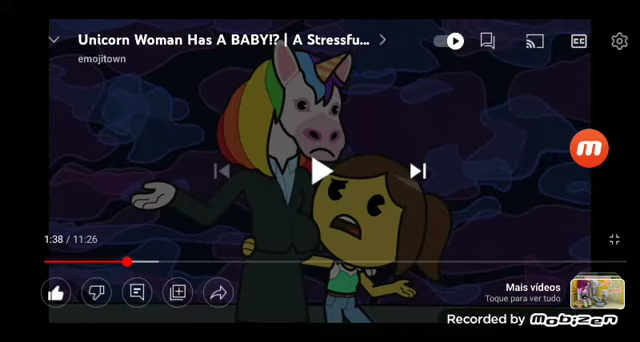 Unicorn Woman Has A BABY!? | A Stressfu...
emojitown
CC
1:38 / 11:26
Mais vídeos
Toque para ver tudo
Recorded by Mobizen